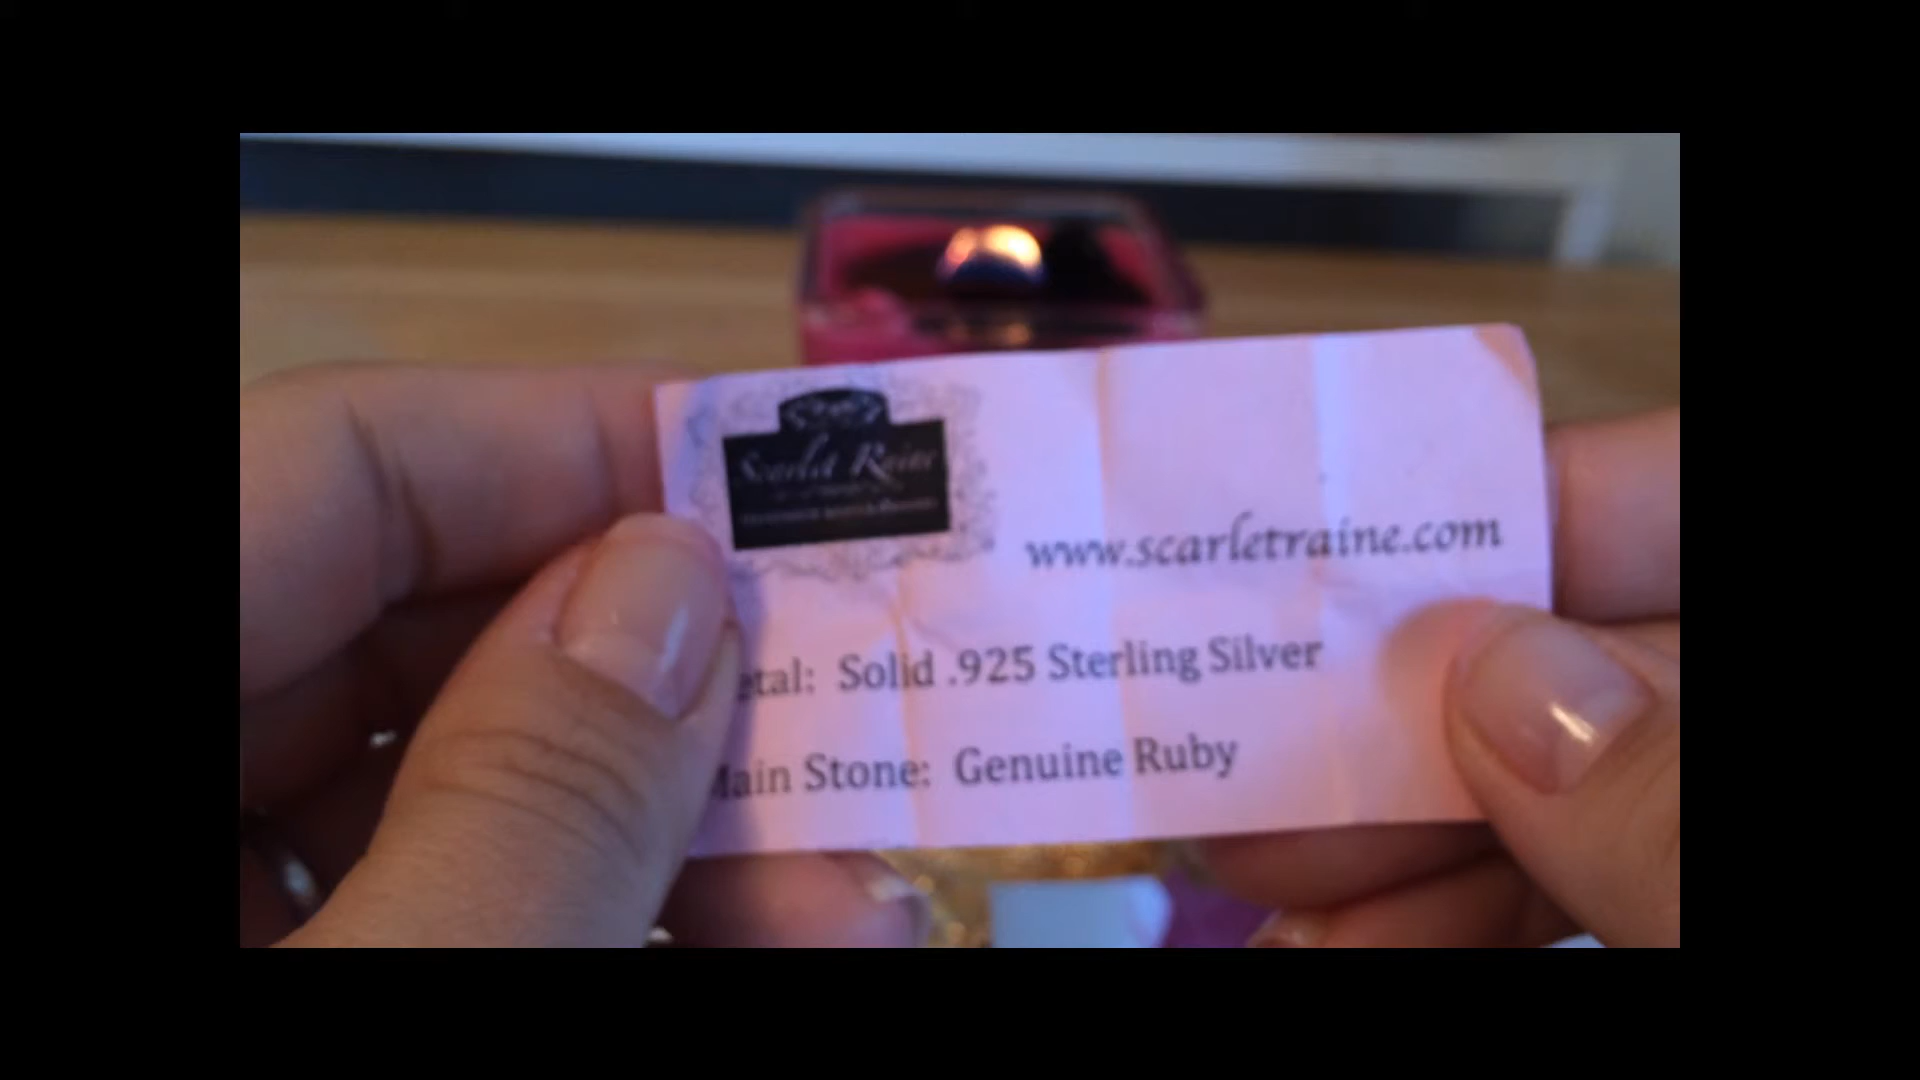 Scarlet Raine
www.scarletraine.com
etal: Solid .925 Sterling Silver
Main Stone: Genuine Ruby